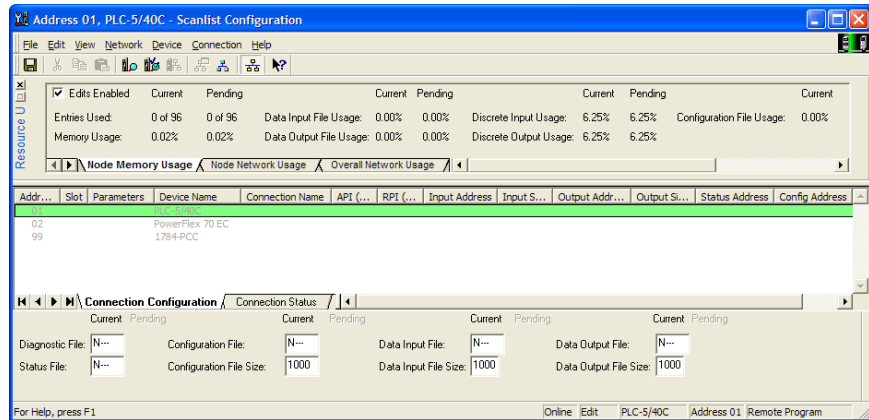 Address 01, PLC-5/40C - Scanlist Configuration
File Edit View Network Device Connection Help
Resource U
Edits Enabled Current Pending Current Pending Current Pending Current
Entries Used: 0 of 96 0 of 96 Data Input File Usage: 0.00% 0.00% Discrete Input Usage: 6.25% 6.25% Configuration File Usage: 0.00%
Memory Usage: 0.02% 0.02% Data Output File Usage: 0.00% 0.00% Discrete Output Usage: 6.25% 6.25%
Node Memory Usage Node Network Usage Overall Network Usage
Addr... Slot Parameters Device Name Connection Name API (... RPI (... Input Address Input S... Output Addr... Output Si... Status Address Config Address
01 PLC-5/40C
02 PowerFlex 70 EC
99 1784-PCC
Connection Configuration Connection Status
Current Pending Current Pending Current Pending Current Pending
Diagnostic File: N--- Configuration File: N--- Data Input File: N--- Data Output File: N---
Status File: N--- Configuration File Size: 1000 Data Input File Size: 1000 Data Output File Size: 1000
For Help, press F1 Online Edit PLC-5/40C Address 01 Remote Program